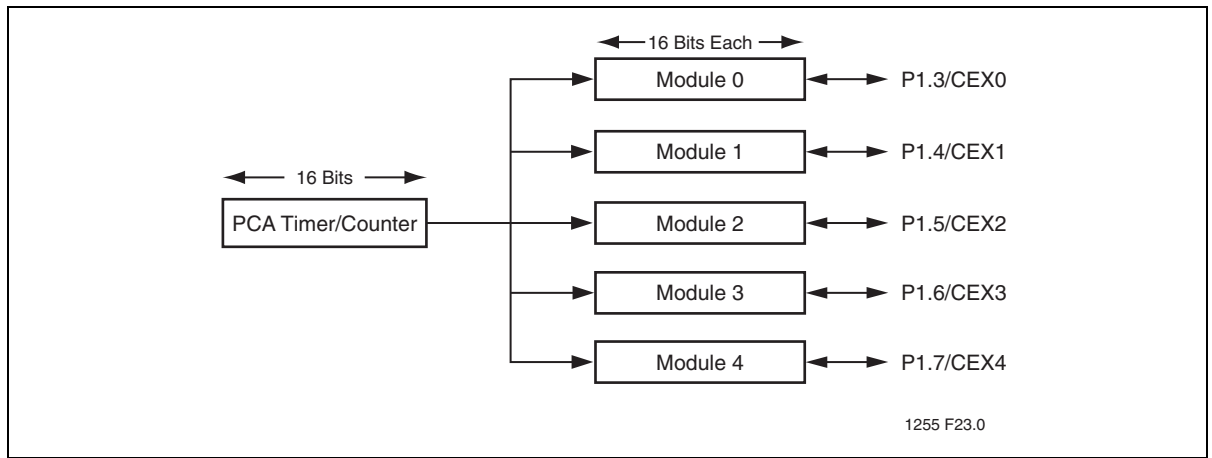 16 Bits Each
Module 0
P1.3/CEX0
Module 1
P1.4/CEX1
16 Bits
PCA Timer/Counter
Module 2
P1.5/CEX2
Module 3
P1.6/CEX3
Module 4
P1.7/CEX4
1255 F23.0